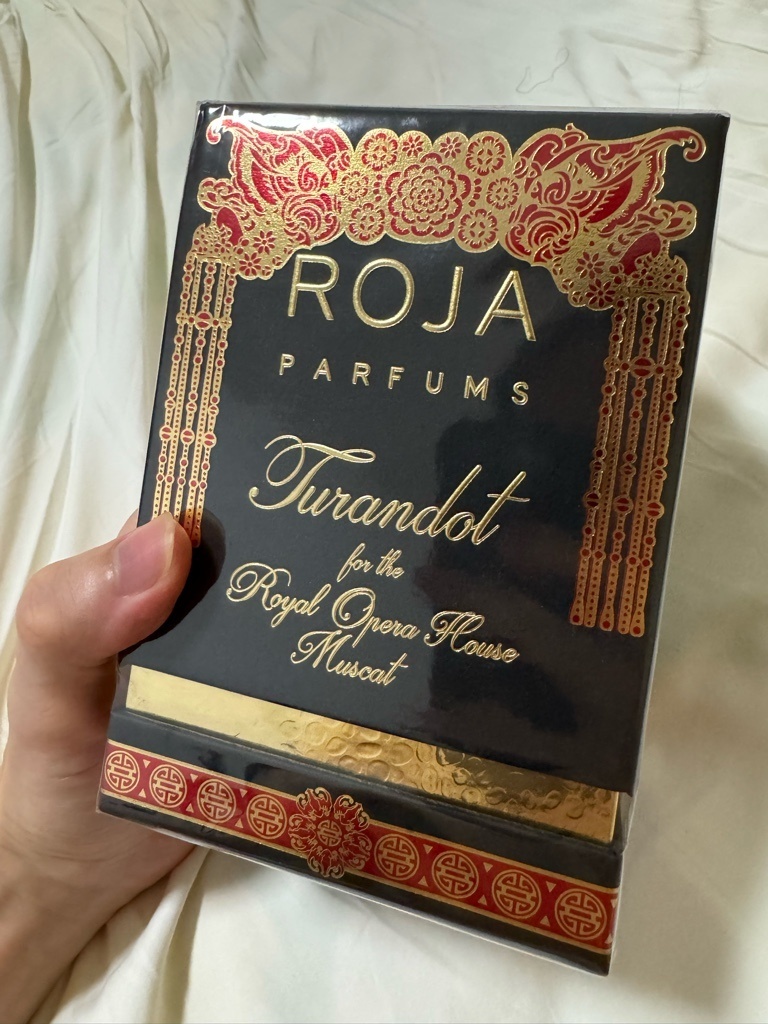 ROJA
PARFUMS
Turandot
for the
Royal Opera House
Muscat